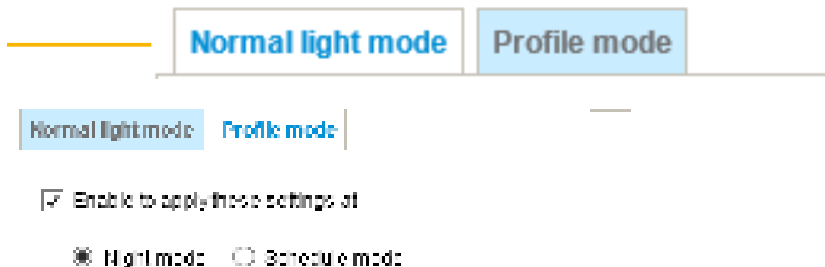 Normal light mode Profile mode
Normal light mode Profile mode
Enable to apply these settings at
Night mode Schedule mode